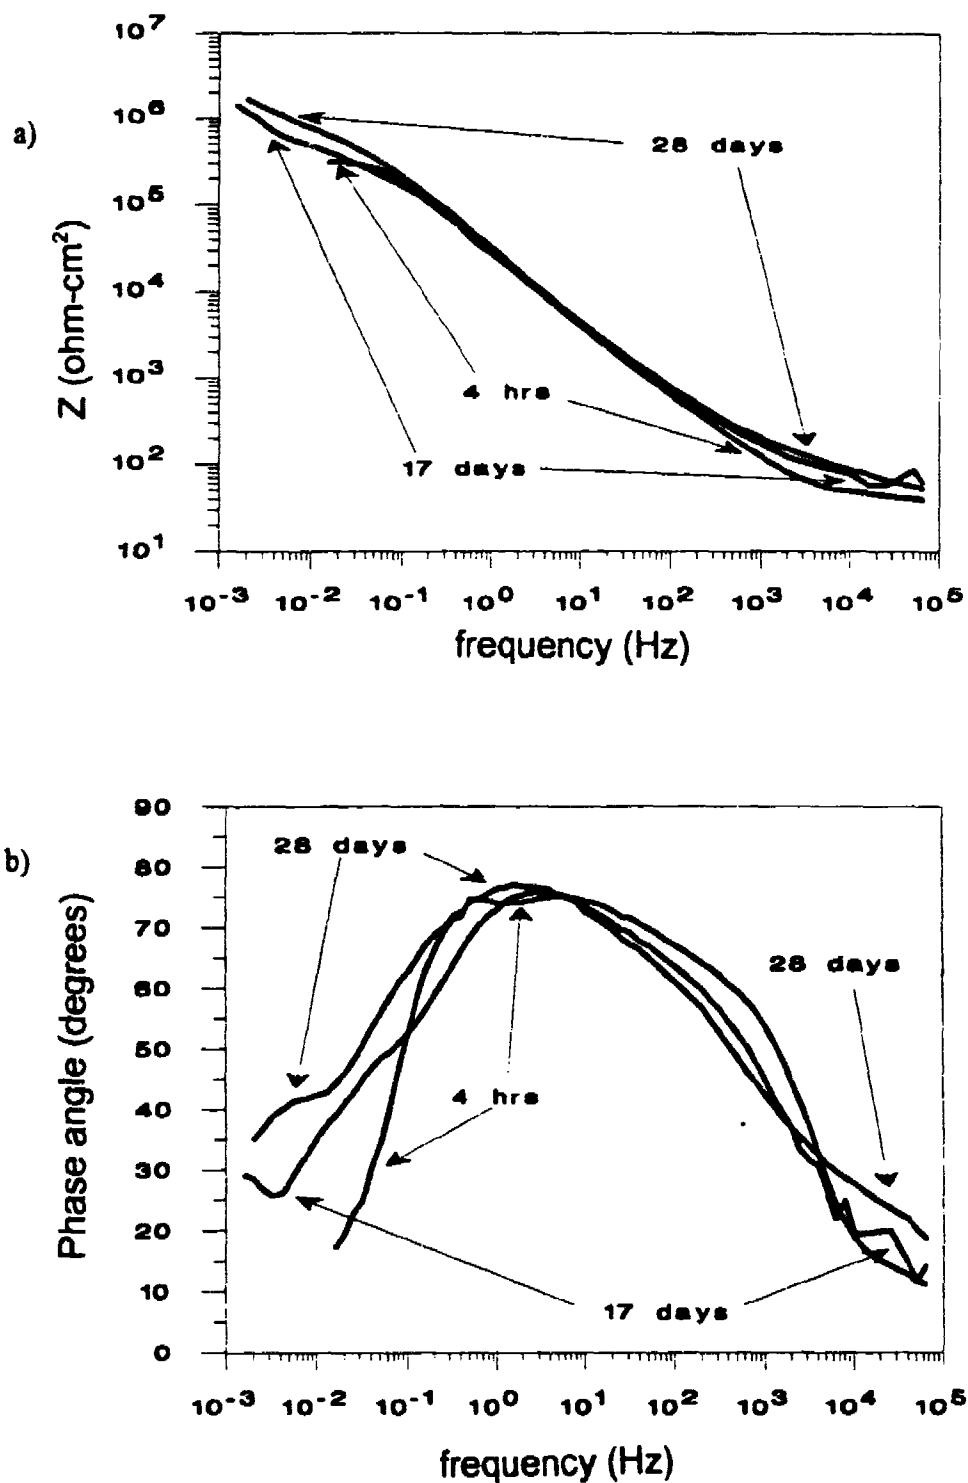 a)
Z (ohm-cm²)
10⁷
10⁶
10⁵
10⁴
10³
10²
10¹
28 days
4 hrs
17 days
10⁻³ 10⁻² 10⁻¹ 10⁰ 10¹ 10² 10³ 10⁴ 10⁵
frequency (Hz)
b)
Phase angle (degrees)
90
80
70
60
50
40
30
20
10
0
28 days
28 days
4 hrs
17 days
10⁻³ 10⁻² 10⁻¹ 10⁰ 10¹ 10² 10³ 10⁴ 10⁵
frequency (Hz)